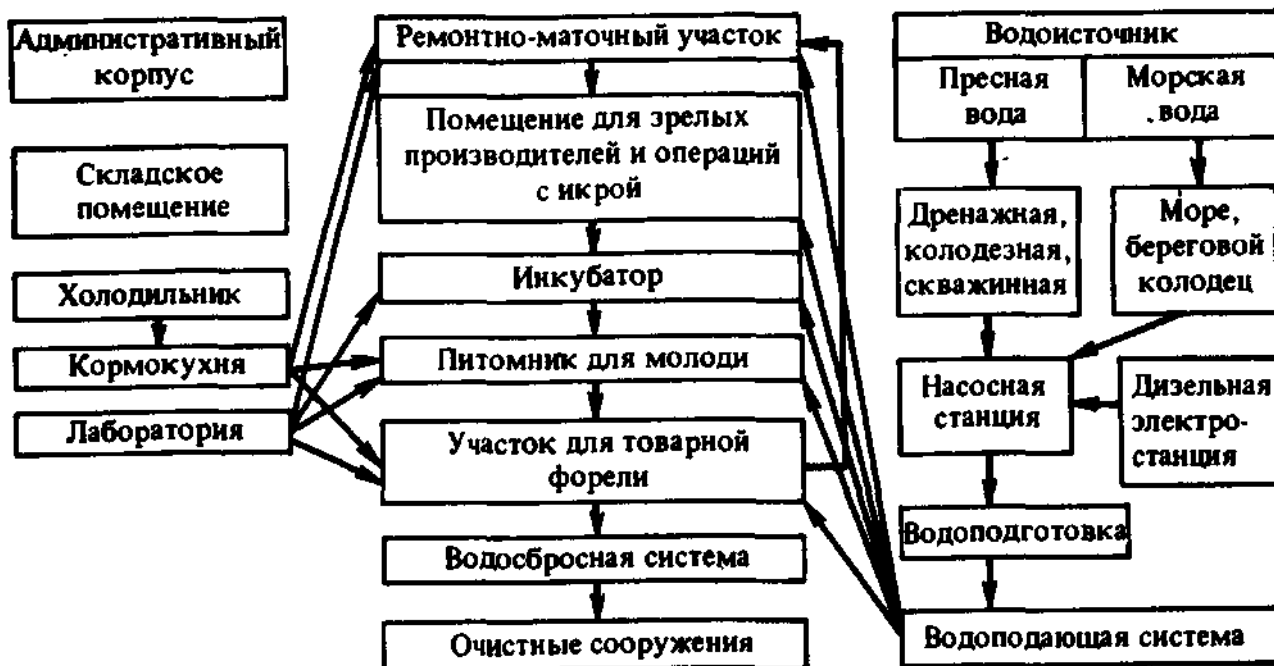 Административный
корпус
Складское
помещение
Холодильник
Кормокухня
Лаборатория
Ремонтно-маточный участок
Помещение для зрелых
производителей и операций
с икрой
Инкубатор
Питомник для молоди
Участок для товарной
форели
Водосбросная система
Очистные сооружения
Водоисточник
Пресная
вода
Морская
вода
Дренажная,
колодезная,
скважинная
Море,
береговой
колодец
Насосная
станция
Дизельная
электро-
станция
Водоподготовка
Водоподающая система